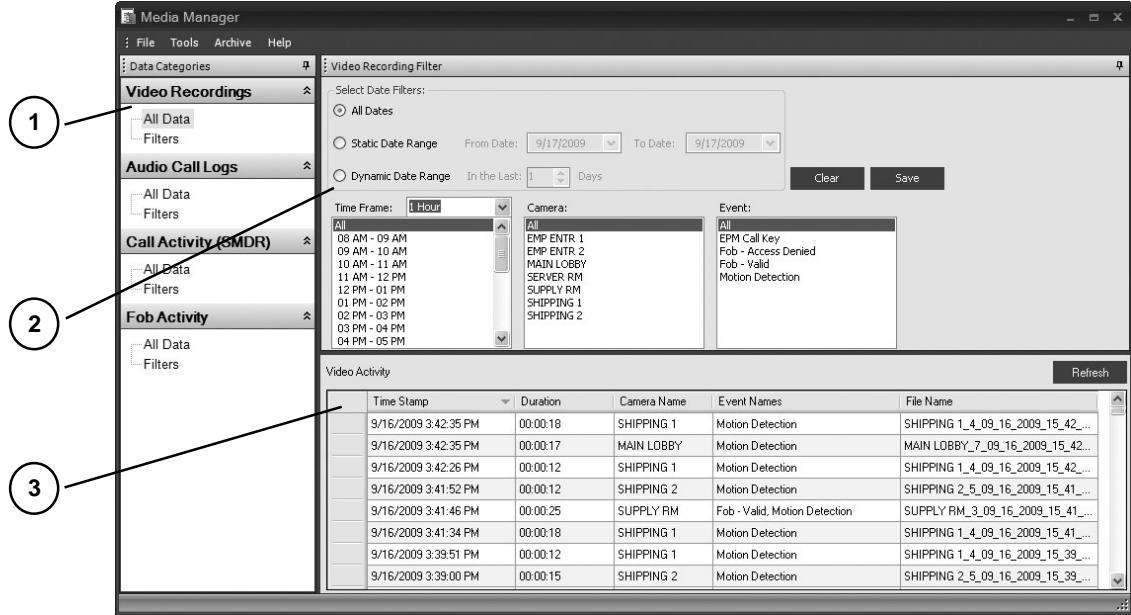 Media Manager
File Tools Archive Help
Data Categories
Video Recordings
All Data
Filters
Audio Call Logs
All Data
Filters
Call Activity (SMDR)
All Data
Filters
Fob Activity
All Data
Filters
1
2
3
Video Recording Filter
Select Date Filters:
All Dates
Static Date Range From Date: 9/17/2009 To Date: 9/17/2009
Dynamic Date Range In the Last: 1 Days
Clear Save
Time Frame: 1 Hour
All
08 AM - 09 AM
09 AM - 10 AM
10 AM - 11 AM
11 AM - 12 PM
12 PM - 01 PM
01 PM - 02 PM
02 PM - 03 PM
03 PM - 04 PM
04 PM - 05 PM
Camera:
All
EMP ENTR 1
EMP ENTR 2
MAIN LOBBY
SERVER RM
SUPPLY RM
SHIPPING 1
SHIPPING 2
Event:
All
EPM Call Key
Fob - Access Denied
Fob - Valid
Motion Detection
Video Activity
Refresh
Time Stamp Duration Camera Name Event Names File Name
9/16/2009 3:42:35 PM 00:00:18 SHIPPING 1 Motion Detection SHIPPING 1_4_09_16_2009_15_42_...
9/16/2009 3:42:35 PM 00:00:17 MAIN LOBBY Motion Detection MAIN LOBBY_7_09_16_2009_15_42...
9/16/2009 3:42:26 PM 00:00:12 SHIPPING 1 Motion Detection SHIPPING 1_4_09_16_2009_15_42_...
9/16/2009 3:41:52 PM 00:00:12 SHIPPING 2 Motion Detection SHIPPING 2_5_09_16_2009_15_41_...
9/16/2009 3:41:46 PM 00:00:25 SUPPLY RM Fob - Valid, Motion Detection SUPPLY RM_3_09_16_2009_15_41_...
9/16/2009 3:41:34 PM 00:00:18 SHIPPING 1 Motion Detection SHIPPING 1_4_09_16_2009_15_41_...
9/16/2009 3:39:51 PM 00:00:12 SHIPPING 1 Motion Detection SHIPPING 1_4_09_16_2009_15_39_...
9/16/2009 3:39:00 PM 00:00:15 SHIPPING 2 Motion Detection SHIPPING 2_5_09_16_2009_15_39_...